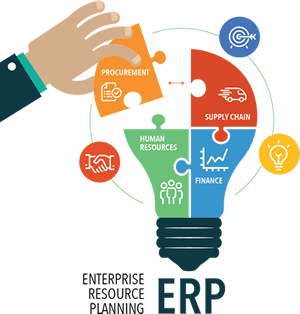 PROCUREMENT
SUPPLY CHAIN
HUMAN
RESOURCES
FINANCE
ENTERPRISE
RESOURCE
PLANNING
ERP